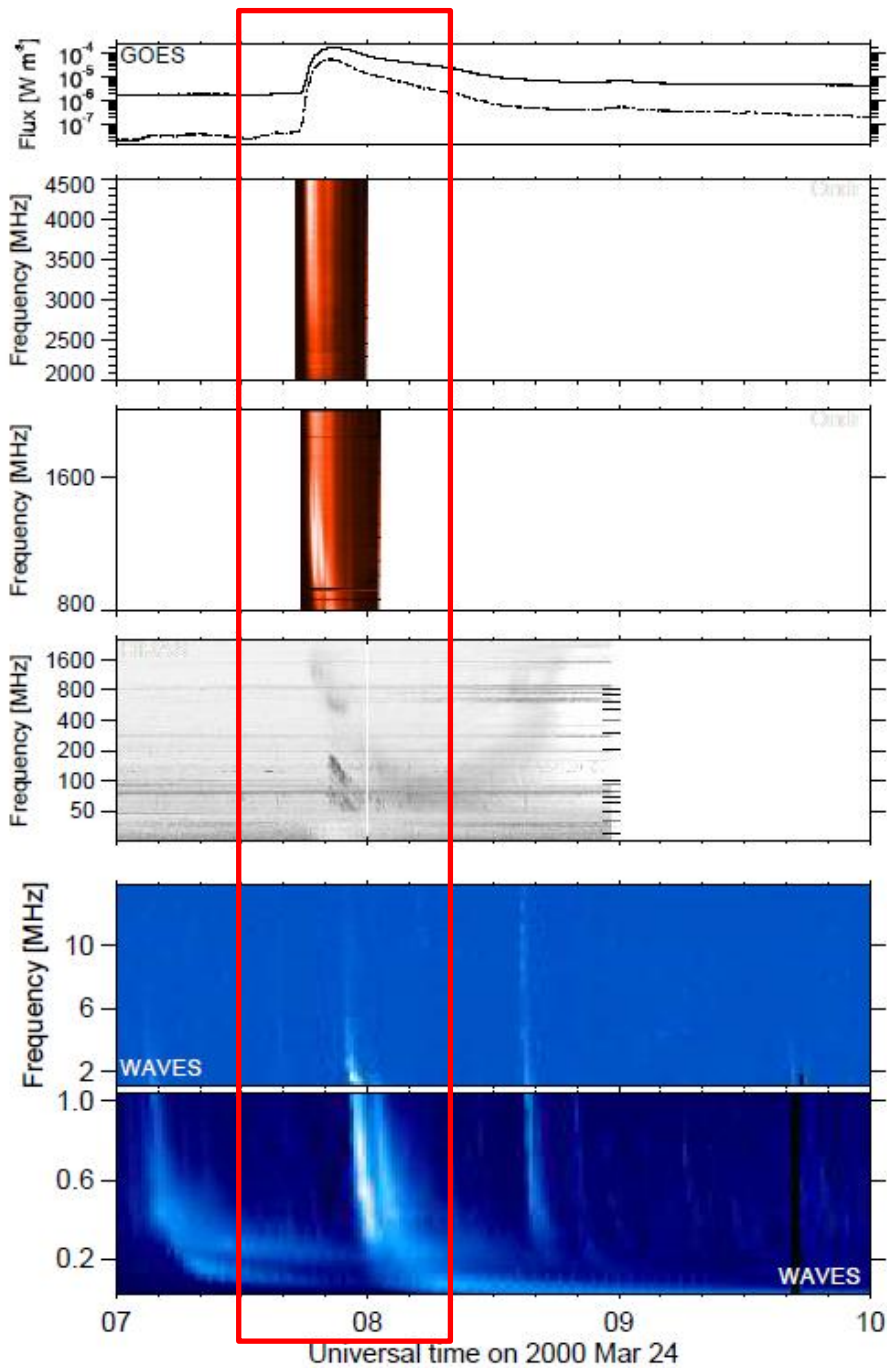 GOES
Flux [W m⁻²]
10⁻⁴
10⁻⁵
10⁻⁶
10⁻⁷
Frequency [MHz]
4500
4000
3500
3000
2500
2000
Frequency [MHz]
1600
800
Frequency [MHz]
1600
800
400
200
100
50
Frequency [MHz]
10
6
2
WAVES
1.0
0.6
0.2
WAVES
07 08 09 10
Universal time on 2000 Mar 24